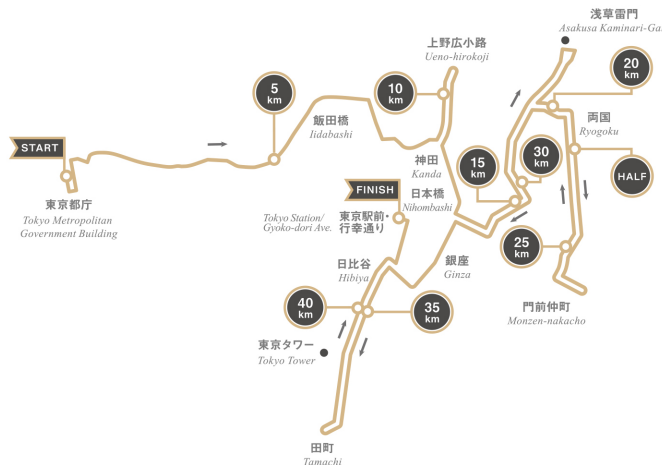 浅草雷門
Asakusa Kaminari-Ga
上野広小路
Ueno-hirokoji
20
km
5
km
10
km
飯田橋
Iidabashi
両国
Ryogoku
START
神田
Kanda
15
km
30
km
HALF
東京都庁
Tokyo Metropolitan
Government Building
FINISH
日本橋
Nihombashi
Tokyo Station/
Gyoko-dori Ave.
東京駅前・
行幸通り
25
km
日比谷
Hibiya
銀座
Ginza
門前仲町
Monzen-nakacho
40
km
35
km
東京タワー
Tokyo Tower
田町
Tamachi